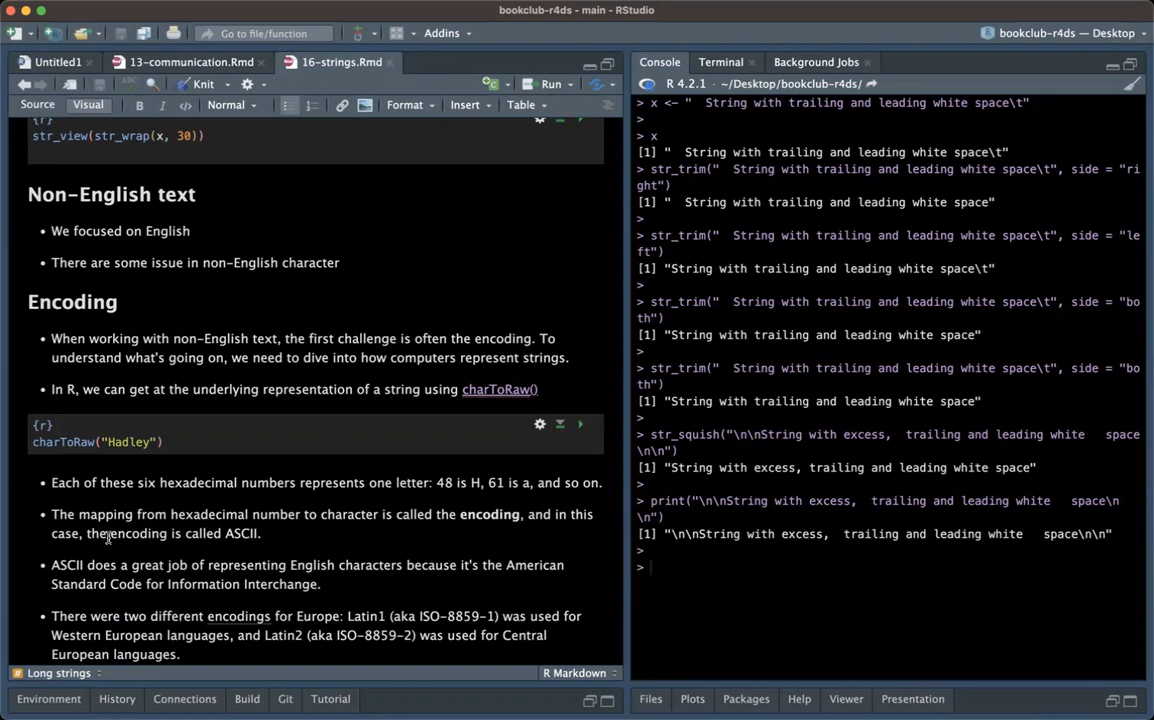 bookclub-r4ds - main - RStudio
Go to file/function
Addins
bookclub-r4ds — Desktop
Untitled1
13-communication.Rmd
16-strings.Rmd
Knit
Run
Source
Visual
B
I
</>
Normal
Format
Insert
Table
{r}
str_view(str_wrap(x, 30))
Non-English text
• We focused on English
• There are some issue in non-English character
Encoding
• When working with non-English text, the first challenge is often the encoding. To
understand what's going on, we need to dive into how computers represent strings.
• In R, we can get at the underlying representation of a string using charToRaw()
{r}
charToRaw("Hadley")
• Each of these six hexadecimal numbers represents one letter: 48 is H, 61 is a, and so on.
• The mapping from hexadecimal number to character is called the encoding, and in this
case, the encoding is called ASCII.
• ASCII does a great job of representing English characters because it's the American
Standard Code for Information Interchange.
• There were two different encodings for Europe: Latin1 (aka ISO-8859-1) was used for
Western European languages, and Latin2 (aka ISO-8859-2) was used for Central
European languages.
# Long strings
R Markdown
Environment
History
Connections
Build
Git
Tutorial
Console
Terminal
Background Jobs
R 4.2.1 · ~/Desktop/bookclub-r4ds/
> x <- "  String with trailing and leading white space\t"
>
> x
[1] "  String with trailing and leading white space\t"
> str_trim("  String with trailing and leading white space\t", side = "ri
ght")
[1] "  String with trailing and leading white space"
>
> str_trim("  String with trailing and leading white space\t", side = "le
ft")
[1] "String with trailing and leading white space\t"
>
> str_trim("  String with trailing and leading white space\t", side = "bo
th")
[1] "String with trailing and leading white space"
>
> str_trim("  String with trailing and leading white space\t", side = "bo
th")
[1] "String with trailing and leading white space"
>
> str_squish("\n\nString with excess,  trailing and leading white   space
\n\n")
[1] "String with excess, trailing and leading white space"
>
> print("\n\nString with excess,  trailing and leading white   space\n
\n")
[1] "\n\nString with excess,  trailing and leading white   space\n\n"
>
>
Files
Plots
Packages
Help
Viewer
Presentation